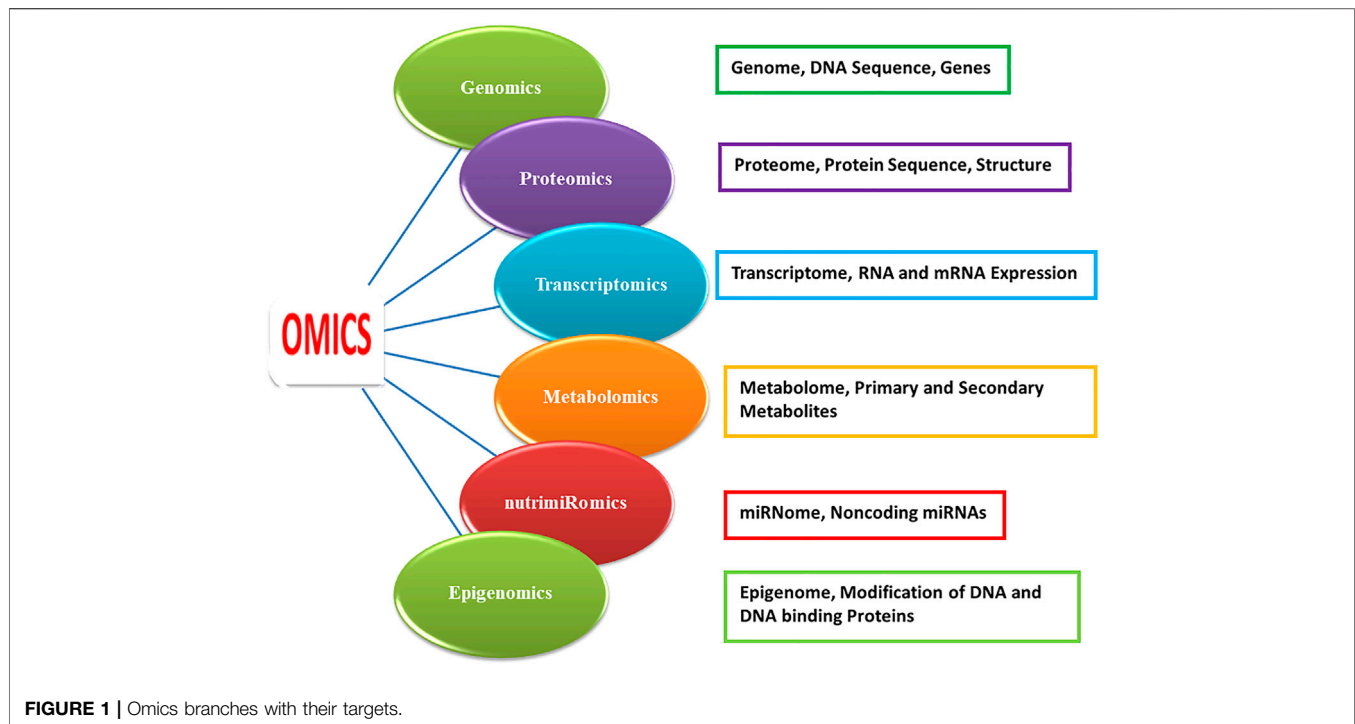 Genomics
Genome, DNA Sequence, Genes
Proteomics
Proteome, Protein Sequence, Structure
Transcriptomics
Transcriptome, RNA and mRNA Expression
OMICS
Metabolomics
Metabolome, Primary and Secondary
Metabolites
nutrimiRomics
miRNome, Noncoding miRNAs
Epigenomics
Epigenome, Modification of DNA and
DNA binding Proteins
FIGURE 1 | Omics branches with their targets.